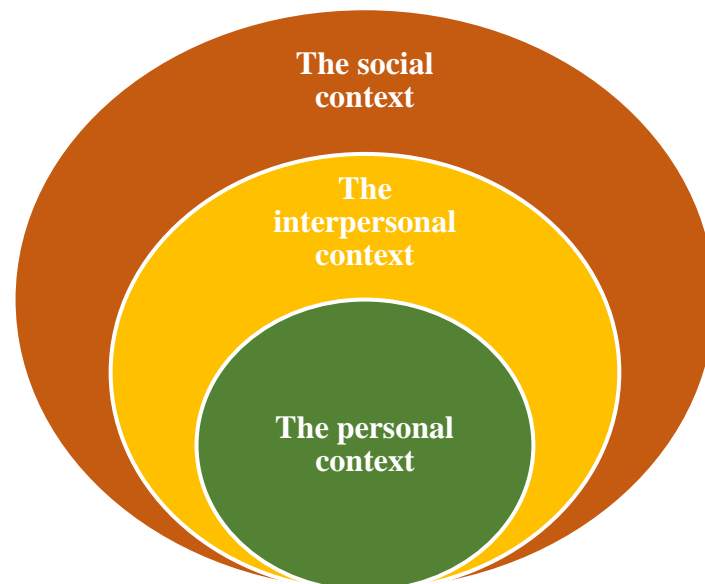 The social
context
The
interpersonal
context
The personal
context